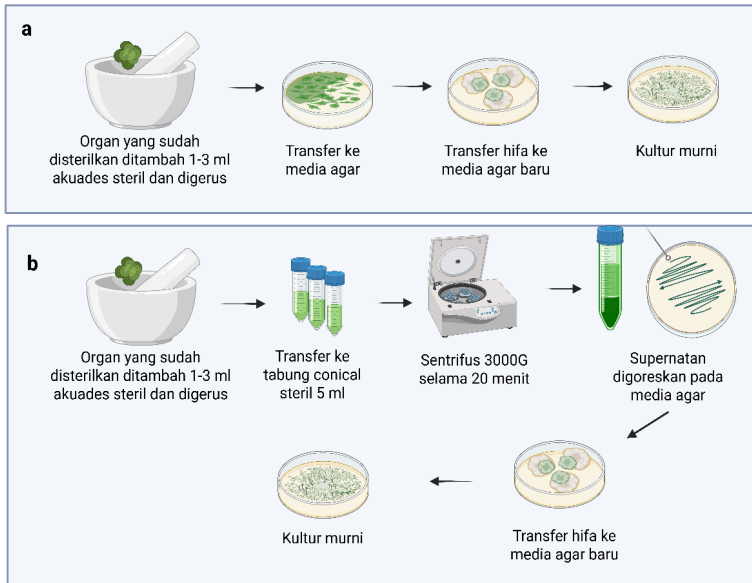 a
Organ yang sudah
disterilkan ditambah 1-3 ml
akuades steril dan digerus
Transfer ke
media agar
Transfer hifa ke
media agar baru
Kultur murni
b
Organ yang sudah
disterilkan ditambah 1-3 ml
akuades steril dan digerus
Transfer ke
tabung conical
steril 5 ml
Sentrifus 3000G
selama 20 menit
Supernatan
digoreskan pada
media agar
Kultur murni
Transfer hifa ke
media agar baru